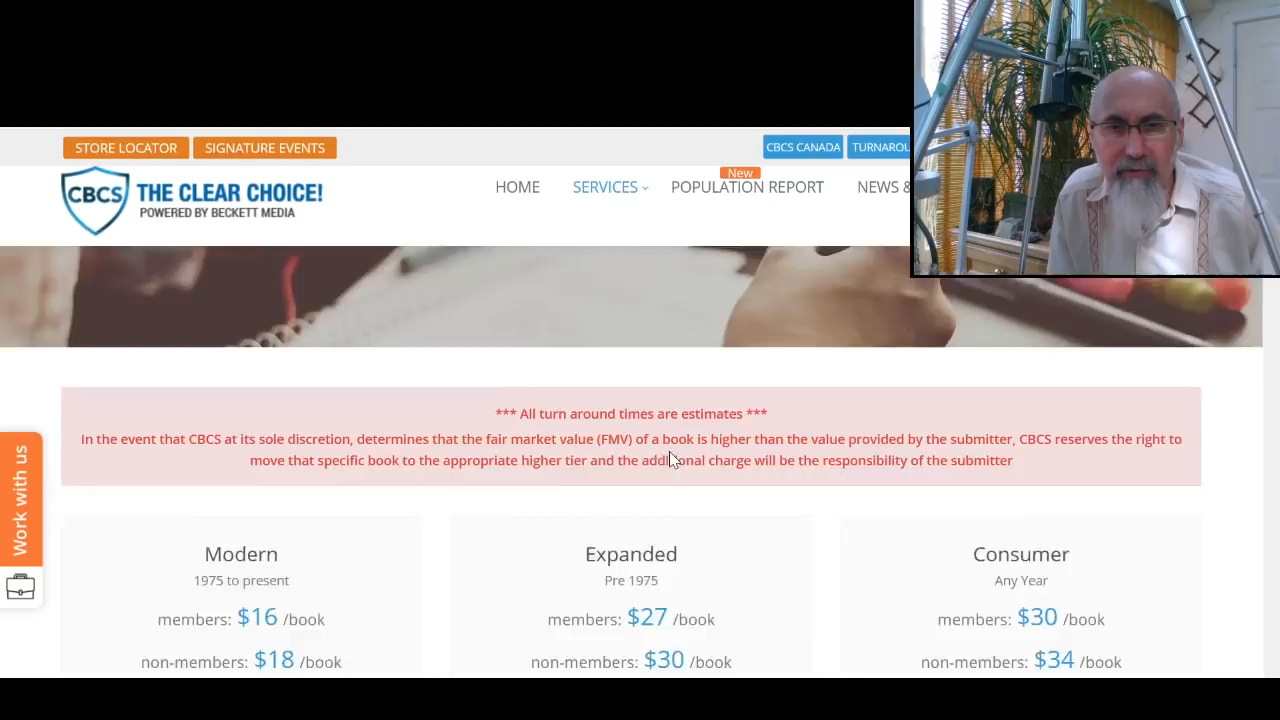 STORE LOCATOR
SIGNATURE EVENTS
CBCS CANADA
CBCS
THE CLEAR CHOICE!
POWERED BY BECKETT MEDIA
New
HOME
SERVICES
POPULATION REPORT
NEWS &
*** All turn around times are estimates ***
In the event that CBCS at its sole discretion, determines that the fair market value (FMV) of a book is higher than the value provided by the submitter, CBCS reserves the right to
move that specific book to the appropriate higher tier and the additional charge will be the responsibility of the submitter
Work with us
Modern
1975 to present
members: $16 /book
non-members: $18 /book
Expanded
Pre 1975
members: $27 /book
non-members: $30 /book
Consumer
Any Year
members: $30 /book
non-members: $34 /book